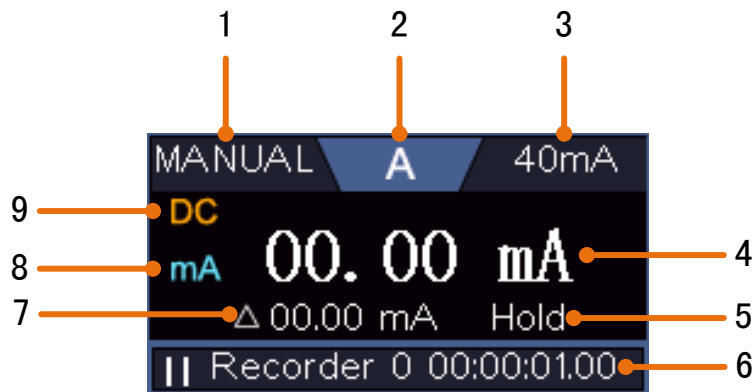 1 2 3
MANUAL A 40mA
9 DC
8 mA 00.00 mA 4
7 △ 00.00 mA Hold 5
|| Recorder 0 00:00:01.00 6